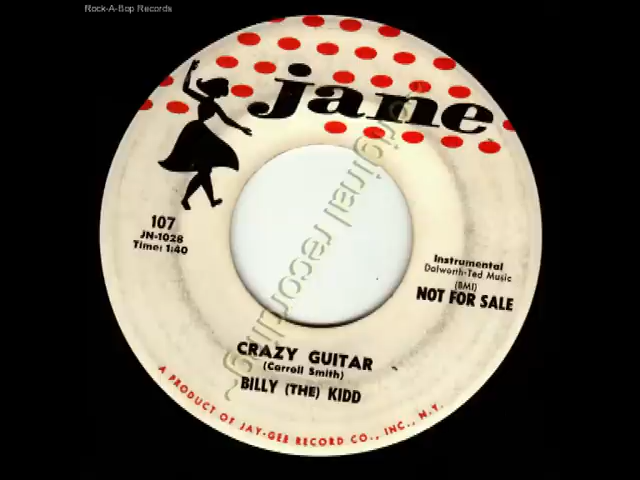 Rock-A-Bop Records
jane
107
JN-1028
Time: 1:40
Instrumental
Dalworth-Ted Music
(BMI)
NOT FOR SALE
original recording~
CRAZY GUITAR
(Carroll Smith)
BILLY (THE) KIDD
A PRODUCT OF JAY-GEE RECORD CO., INC., N.Y.